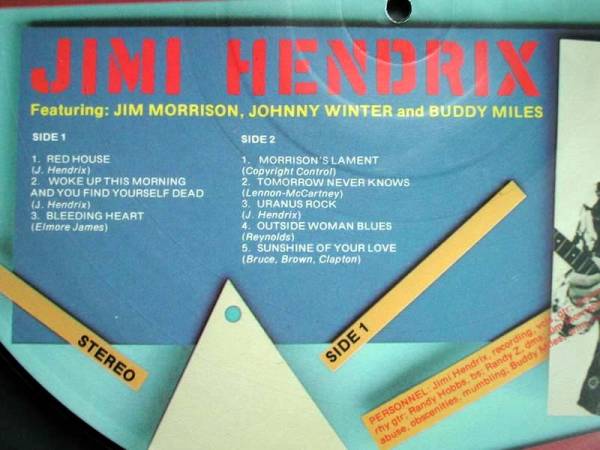 JIMI HENDRIX
Featuring: JIM MORRISON, JOHNNY WINTER and BUDDY MILES
SIDE 1
1. RED HOUSE
(J. Hendrix)
2. WOKE UP THIS MORNING
AND YOU FIND YOURSELF DEAD
(J. Hendrix)
3. BLEEDING HEART
(Elmore James)
SIDE 2
1. MORRISON'S LAMENT
(Copyright Control)
2. TOMORROW NEVER KNOWS
(Lennon-McCartney)
3. URANUS ROCK
(J. Hendrix)
4. OUTSIDE WOMAN BLUES
(Reynolds)
5. SUNSHINE OF YOUR LOVE
(Bruce, Brown, Clapton)
STEREO
SIDE 1
PERSONNEL: Jimi Hendrix, recording,
rhy gtr; Randy Hobbs, bs; Randy Z, dms;
abuse, obscenities, mumbling; Buddy